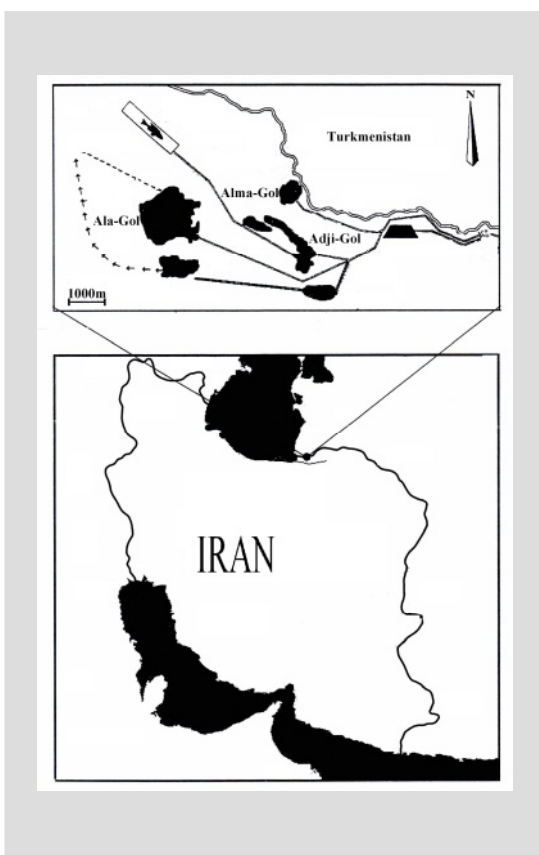 N
Turkmenistan
Alma-Gol
Ala-Gol
Adji-Gol
1000m
IRAN